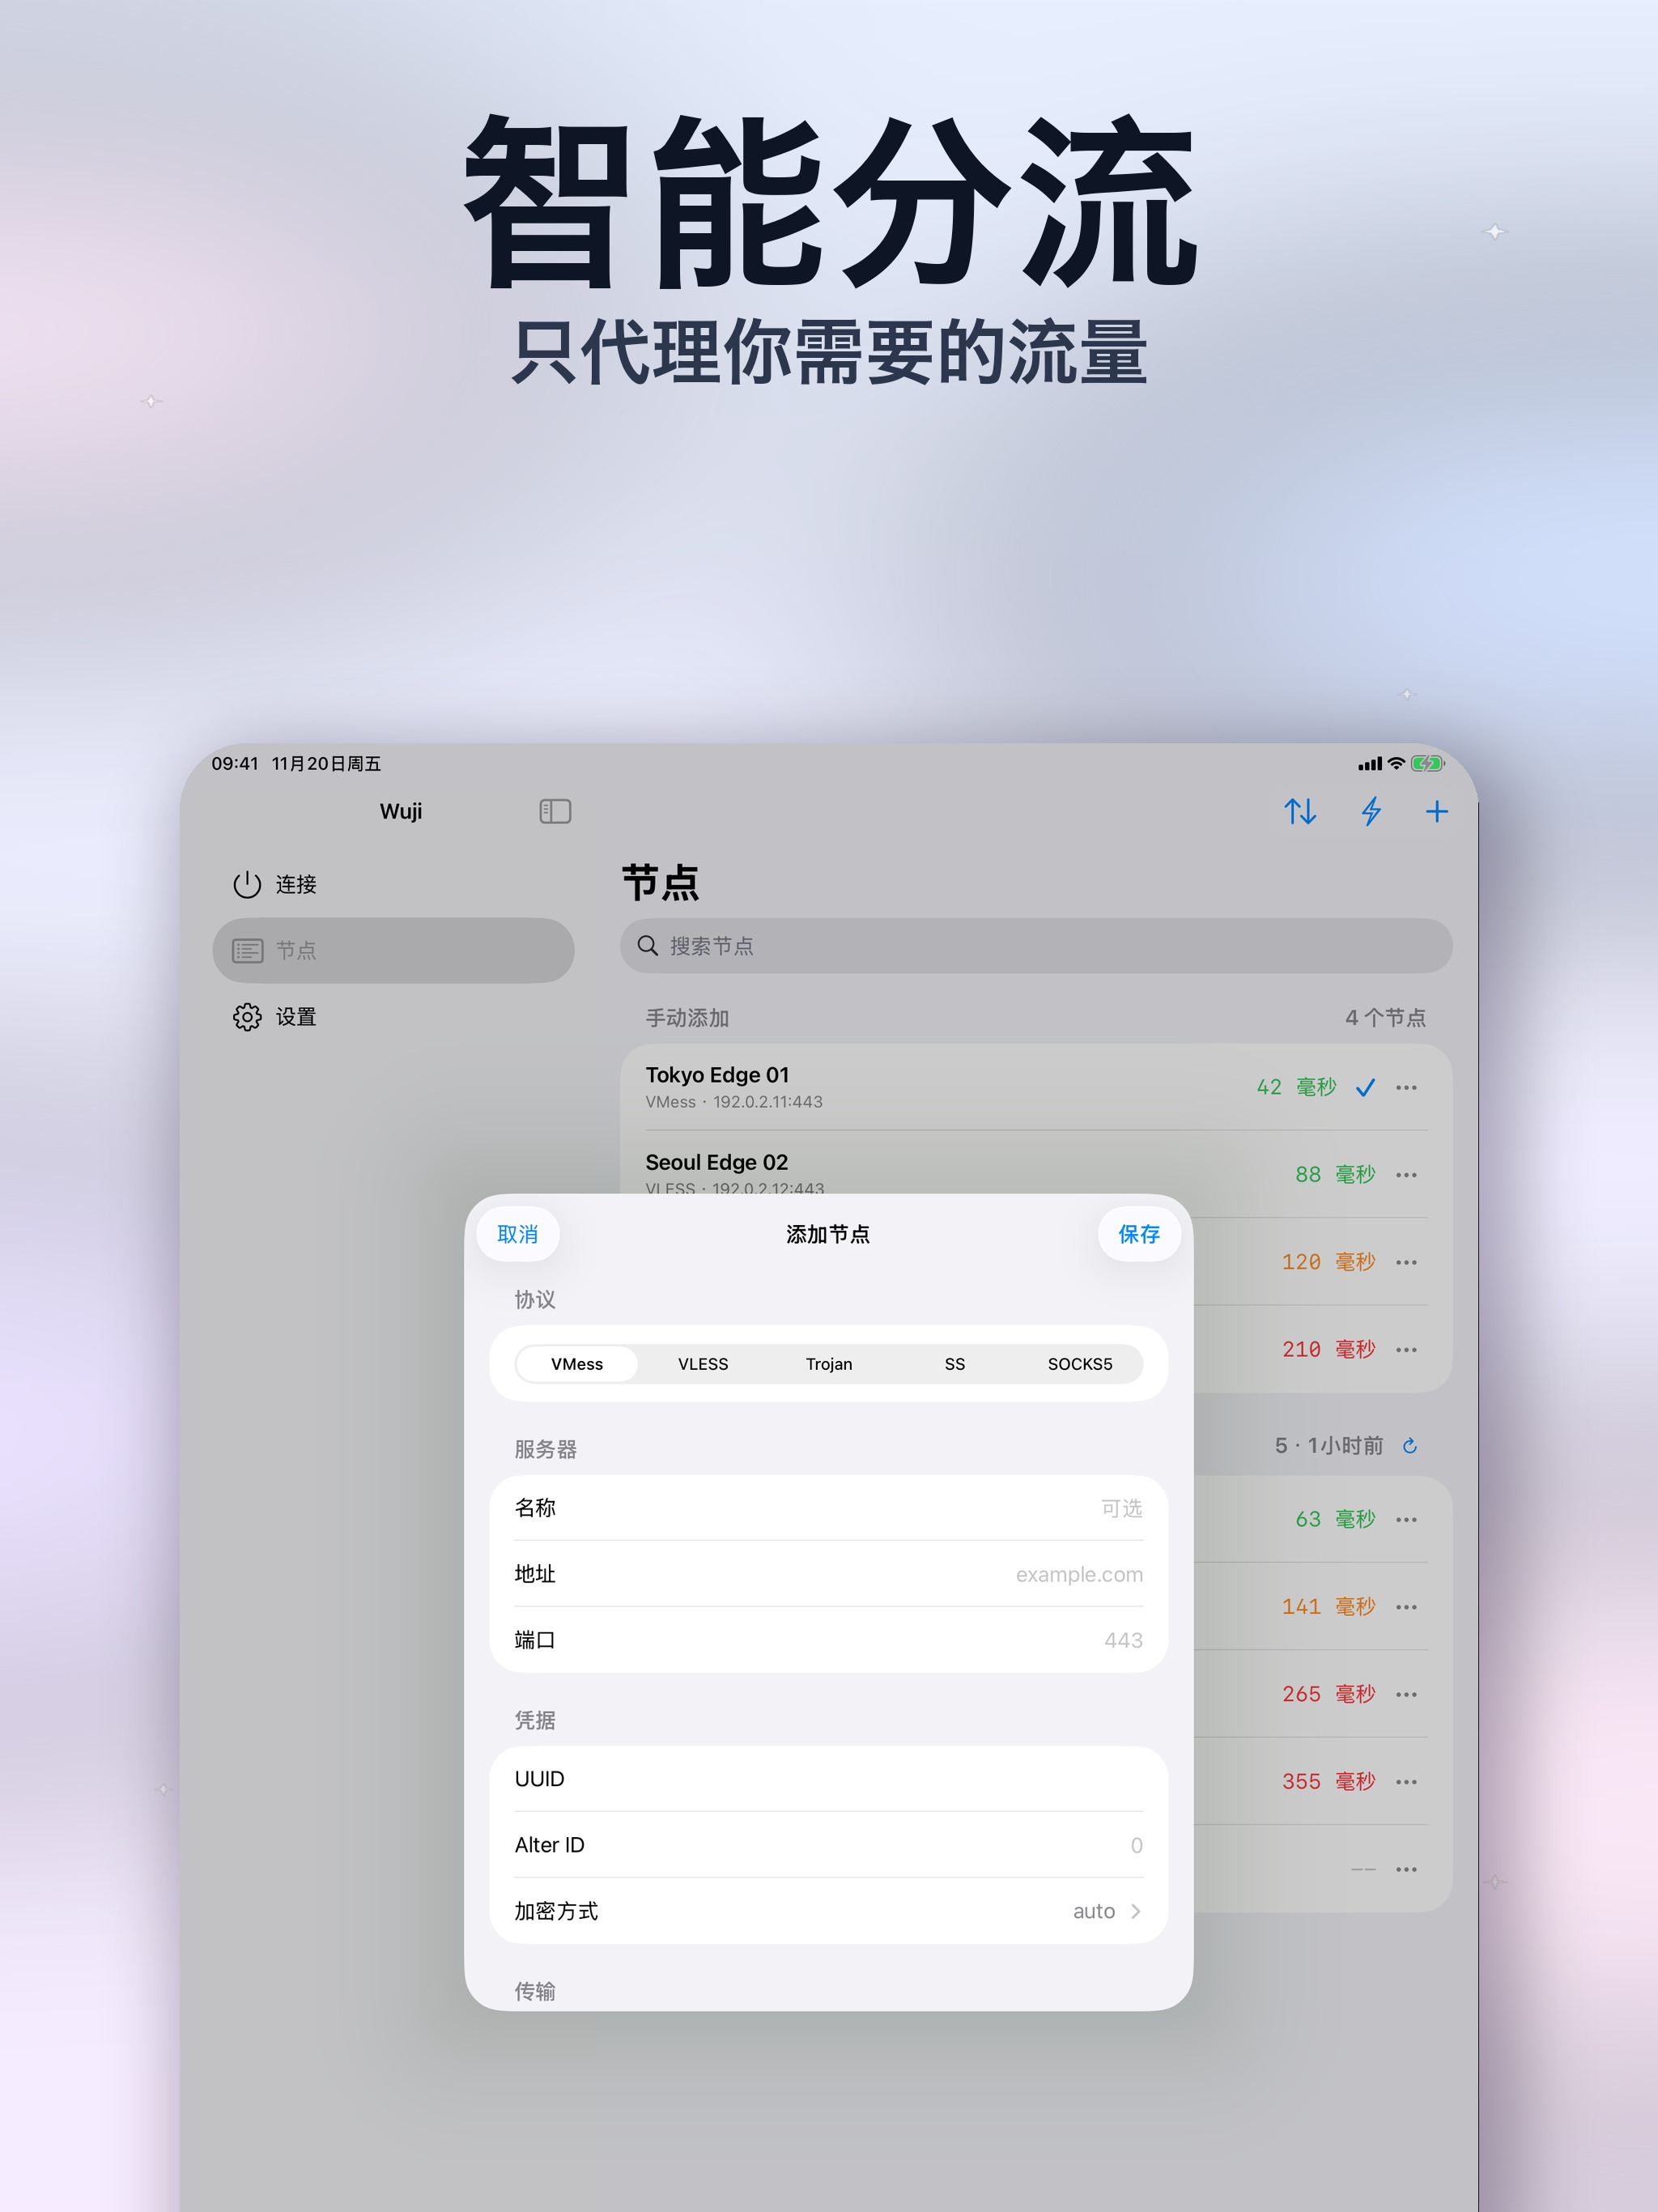 智能分流
只代理你需要的流量
09:41 11月20日周五
Wuji
连接
节点
设置
节点
搜索节点
手动添加 4 个节点
Tokyo Edge 01
VMess · 192.0.2.11:443
42 毫秒
Seoul Edge 02
VLESS · 192.0.2.12:443
88 毫秒
120 毫秒
210 毫秒
5 · 1小时前
63 毫秒
141 毫秒
265 毫秒
355 毫秒
--
取消 添加节点 保存
协议
VMess VLESS Trojan SS SOCKS5
服务器
名称 可选
地址 example.com
端口 443
凭据
UUID
Alter ID 0
加密方式 auto
传输